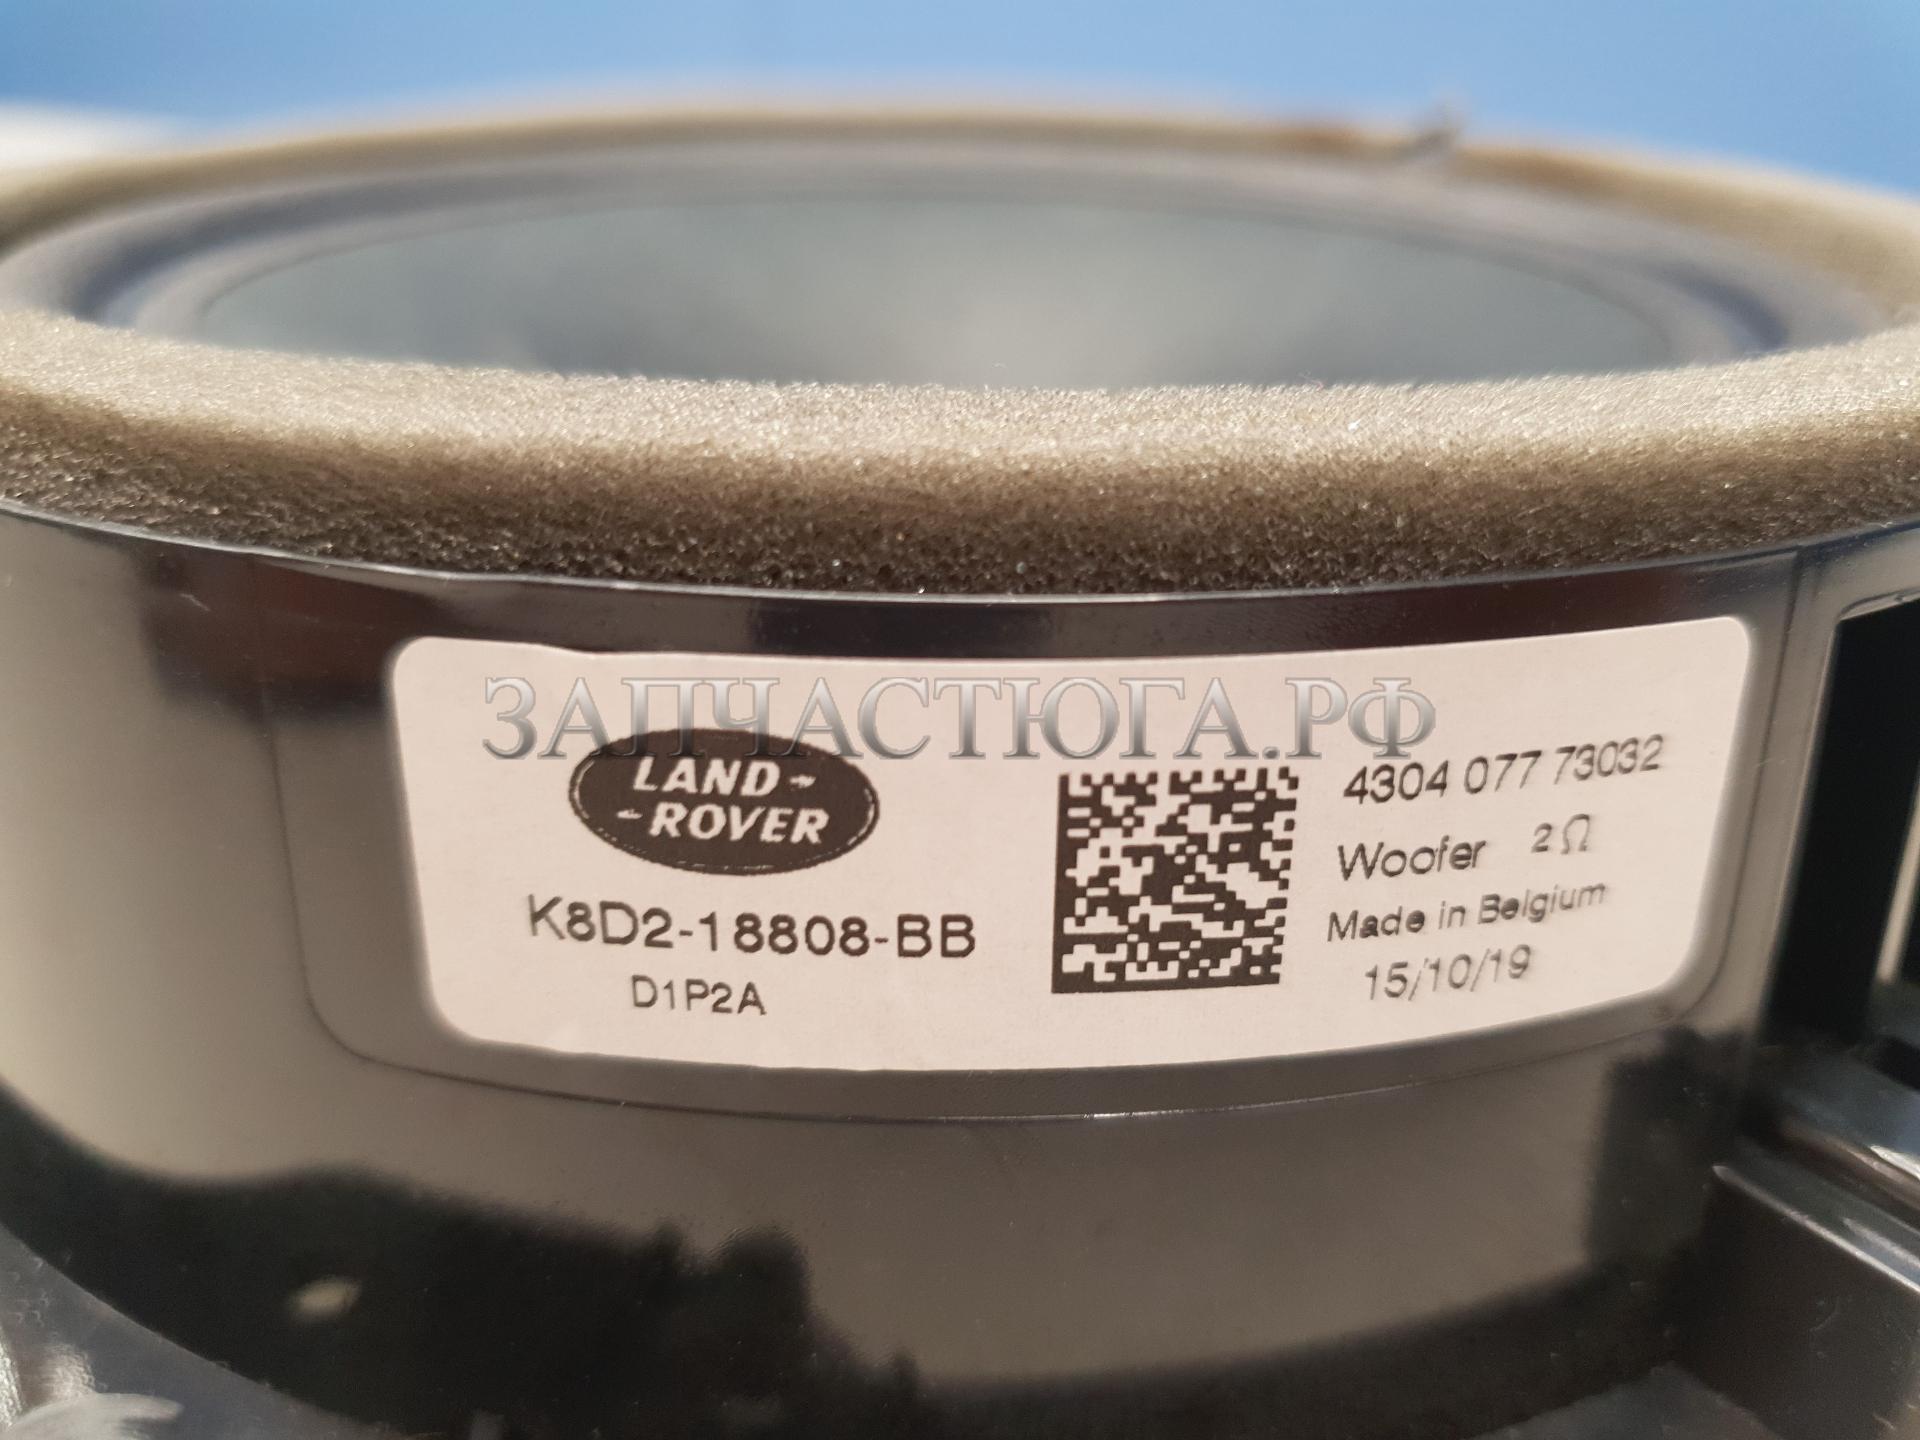 ЗАПЧАСТЮГА.РФ
LAND-
-ROVER
K8D2-18808-BB
D1P2A
4304 077 73032
Woofer 2Ω
Made in Belgium
15/10/19